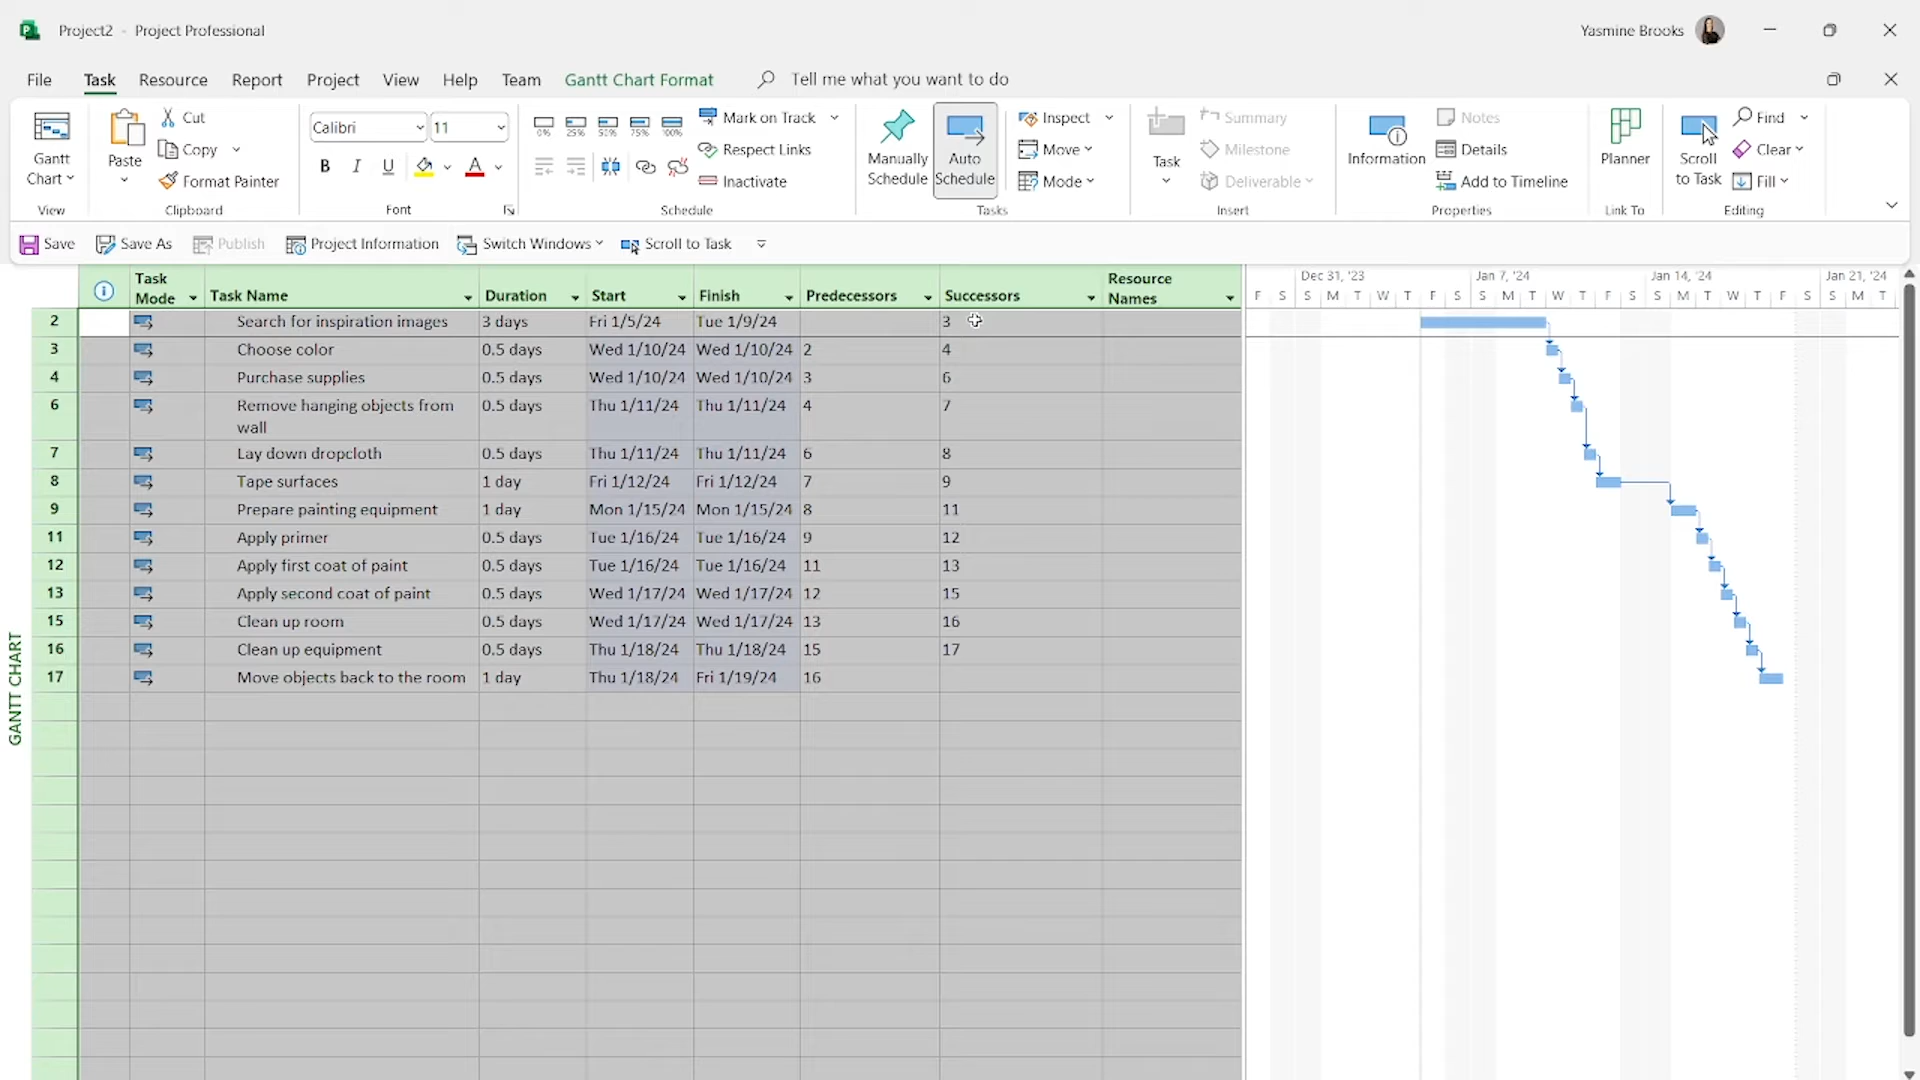 Project2 - Project Professional
Yasmine Brooks
File Task Resource Report Project View Help Team Gantt Chart Format Tell me what you want to do
Gantt Chart
View
Paste
Cut
Copy
Format Painter
Clipboard
Calibri 11
B I U A
Font
0% 25% 50% 75% 100%
Mark on Track
Respect Links
Inactivate
Schedule
Manually Schedule
Auto Schedule
Inspect
Move
Mode
Tasks
Task
Summary
Milestone
Deliverable
Insert
Information
Notes
Details
Add to Timeline
Properties
Planner
Link To
Scroll to Task
Find
Clear
Fill
Editing
Save Save As Publish Project Information Switch Windows Scroll to Task
Task Mode Task Name Duration Start Finish Predecessors Successors Resource Names
Dec 31, '23 Jan 7, '24 Jan 14, '24 Jan 21, '24
F S S M T W T F S S M T W T F S S M T W T F S S M T
2 Search for inspiration images 3 days Fri 1/5/24 Tue 1/9/24 3
3 Choose color 0.5 days Wed 1/10/24 Wed 1/10/24 2 4
4 Purchase supplies 0.5 days Wed 1/10/24 Wed 1/10/24 3 6
6 Remove hanging objects from wall 0.5 days Thu 1/11/24 Thu 1/11/24 4 7
7 Lay down dropcloth 0.5 days Thu 1/11/24 Thu 1/11/24 6 8
8 Tape surfaces 1 day Fri 1/12/24 Fri 1/12/24 7 9
9 Prepare painting equipment 1 day Mon 1/15/24 Mon 1/15/24 8 11
11 Apply primer 0.5 days Tue 1/16/24 Tue 1/16/24 9 12
12 Apply first coat of paint 0.5 days Tue 1/16/24 Tue 1/16/24 11 13
13 Apply second coat of paint 0.5 days Wed 1/17/24 Wed 1/17/24 12 15
15 Clean up room 0.5 days Wed 1/17/24 Wed 1/17/24 13 16
16 Clean up equipment 0.5 days Thu 1/18/24 Thu 1/18/24 15 17
17 Move objects back to the room 1 day Thu 1/18/24 Fri 1/19/24 16
GANTT CHART